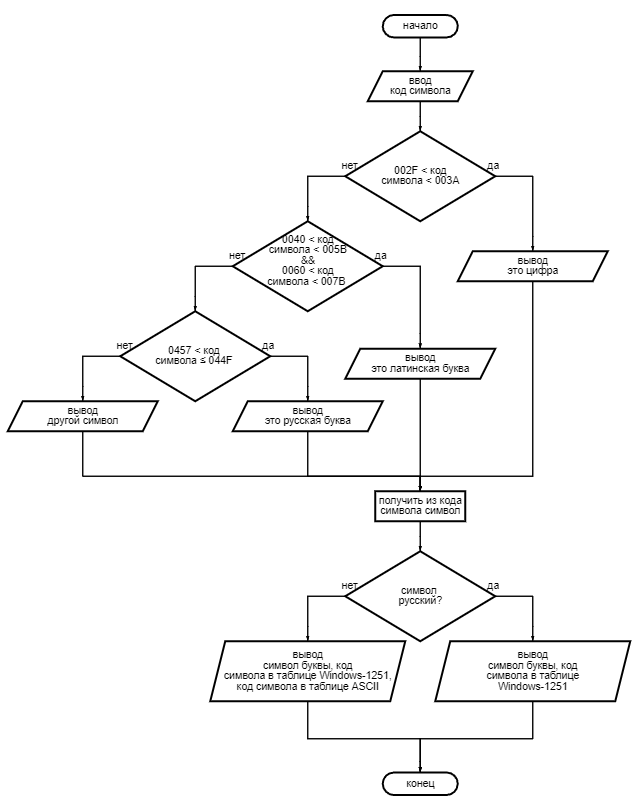 начало
ввод
код символа
нет
да
002F < код
символа < 003A
нет
да
0040 < код
символа < 005B
&&
0060 < код
символа < 007B
вывод
это цифра
нет
да
0457 < код
символа ≤ 044F
вывод
это латинская буква
вывод
другой символ
вывод
это русская буква
получить из кода
символа символ
нет
да
символ
русский?
вывод
символ буквы, код
символа в таблице Windows-1251,
код символа в таблице ASCII
вывод
символ буквы, код
символа в таблице
Windows-1251
конец